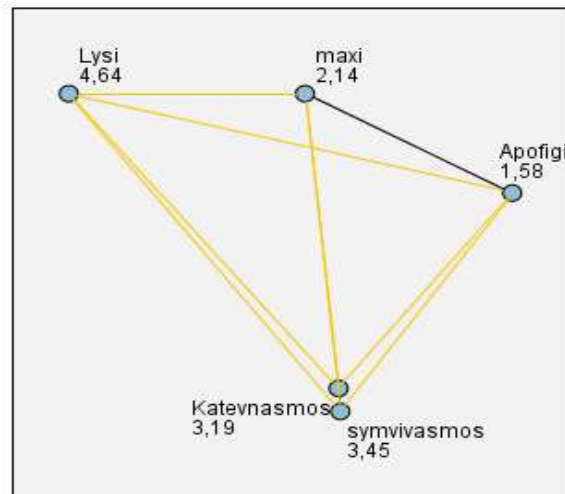 Lysi
4,64
maxi
2,14
Apofigi
1,58
Katevnasmos
3,19
symvivasmos
3,45